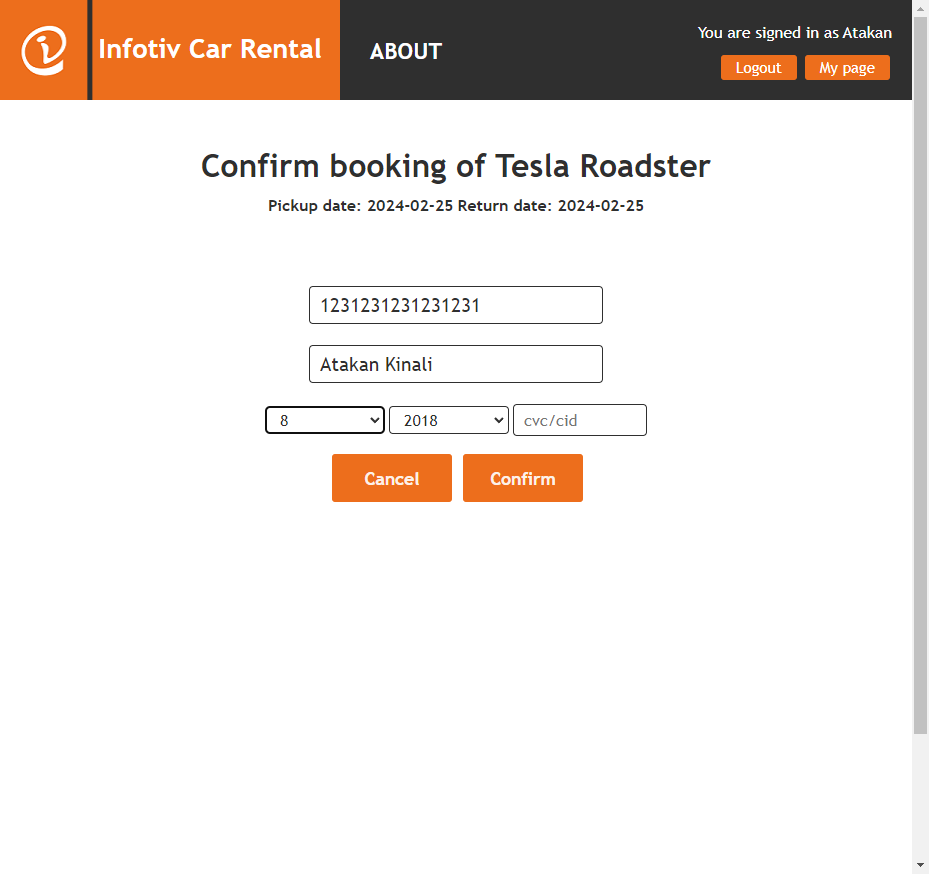 Infotiv Car Rental
ABOUT
You are signed in as Atakan
Logout My page
Confirm booking of Tesla Roadster
Pickup date: 2024-02-25 Return date: 2024-02-25
1231231231231231
Atakan Kinali
8 2018 cvc/cid
Cancel Confirm